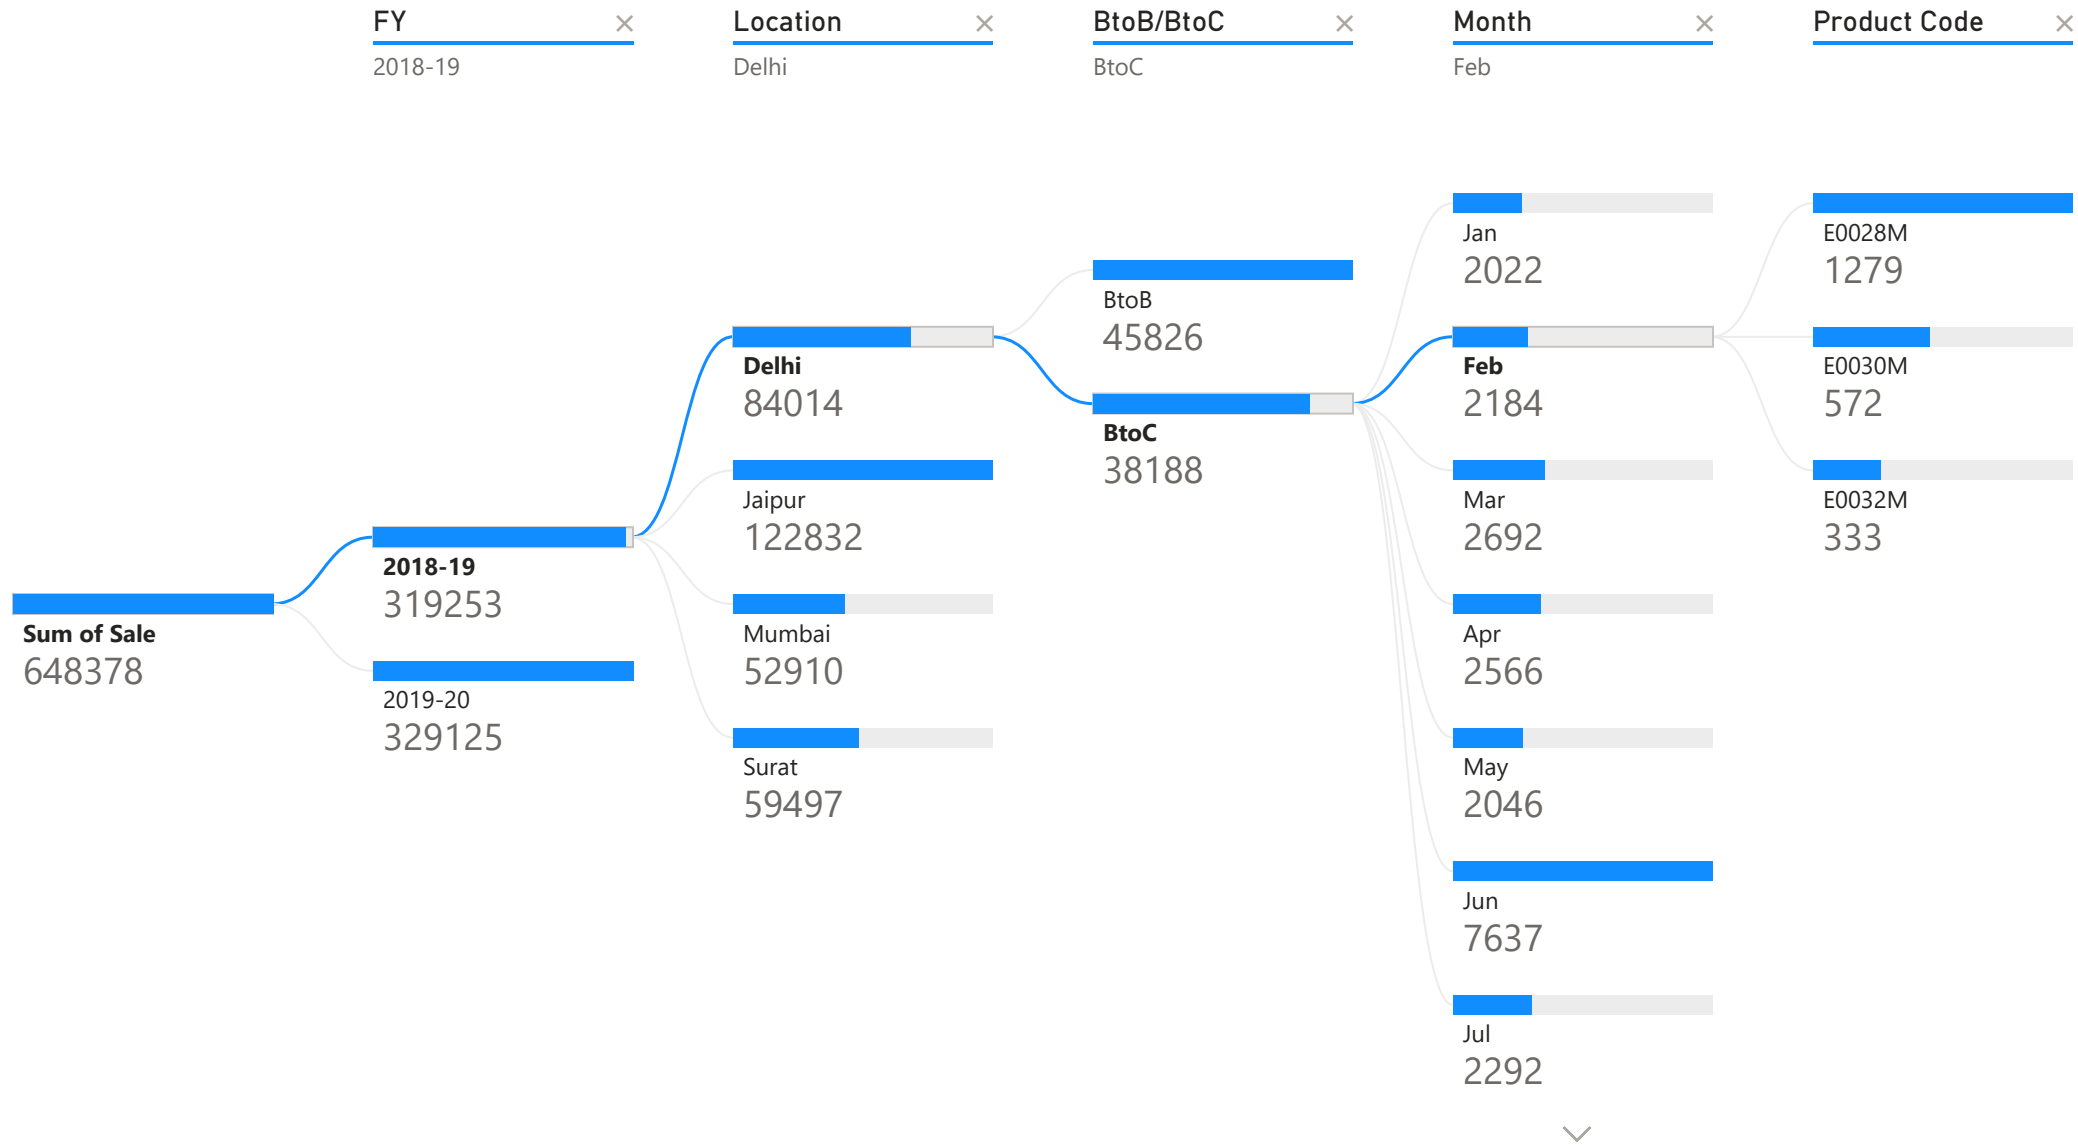 FY
2018-19
Location
Delhi
BtoB/BtoC
BtoC
Month
Feb
Product Code
Sum of Sale
648378
2018-19
319253
2019-20
329125
Delhi
84014
Jaipur
122832
Mumbai
52910
Surat
59497
BtoB
45826
BtoC
38188
Jan
2022
Feb
2184
Mar
2692
Apr
2566
May
2046
Jun
7637
Jul
2292
E0028M
1279
E0030M
572
E0032M
333